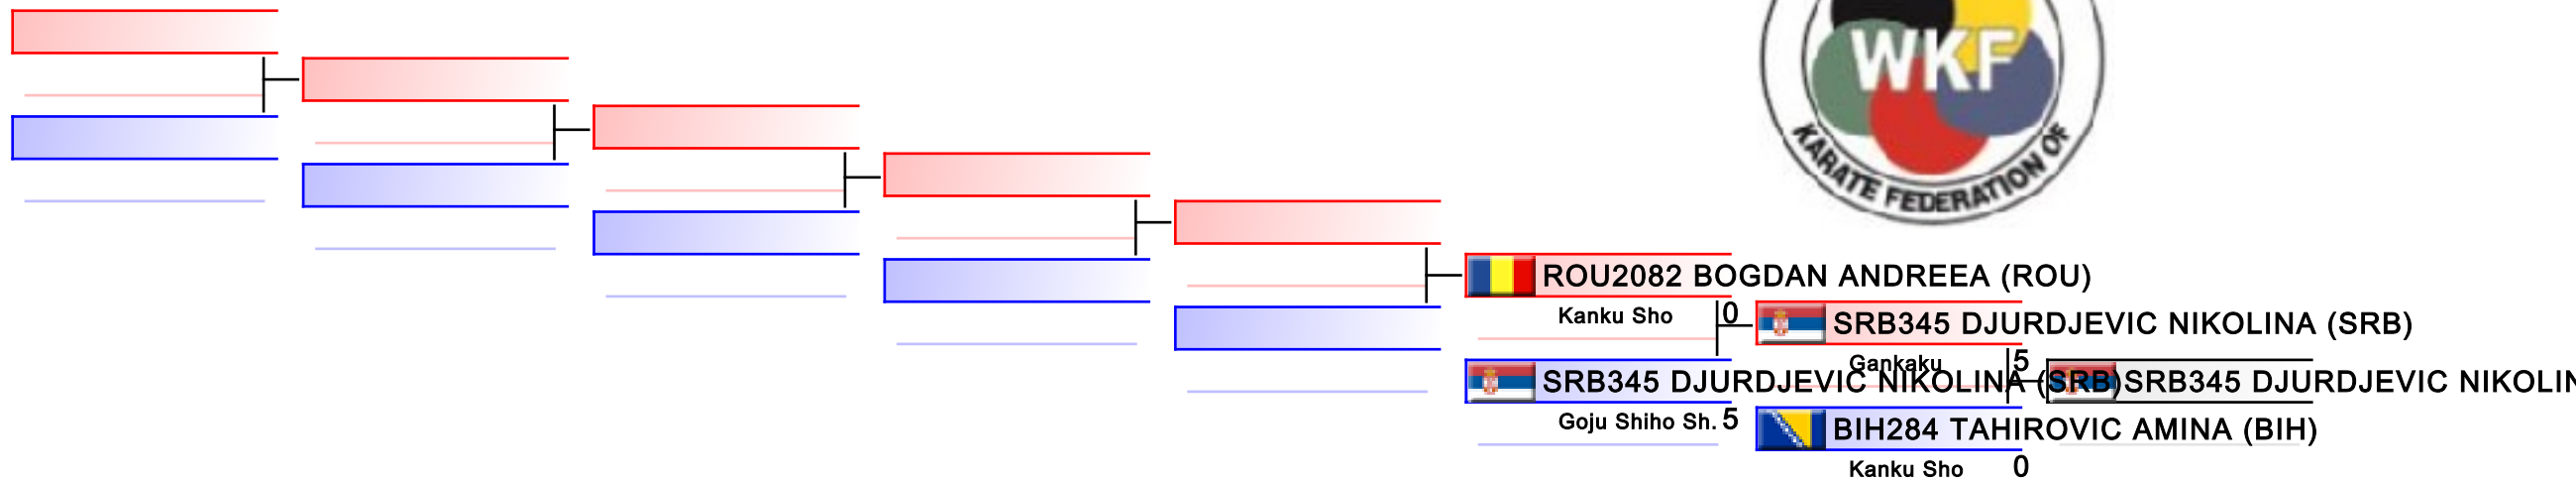 WKF
KARATE FEDERATION OF
ROU2082 BOGDAN ANDREEA (ROU)
Kanku Sho
0
SRB345 DJURDJEVIC NIKOLINA (SRB)
Gankaku
5
SRB345 DJURDJEVIC NIKOLINA (SRB)
SRB345 DJURDJEVIC NIKOLIN
Goju Shiho Sh.
5
BIH284 TAHIROVIC AMINA (BIH)
Kanku Sho
0